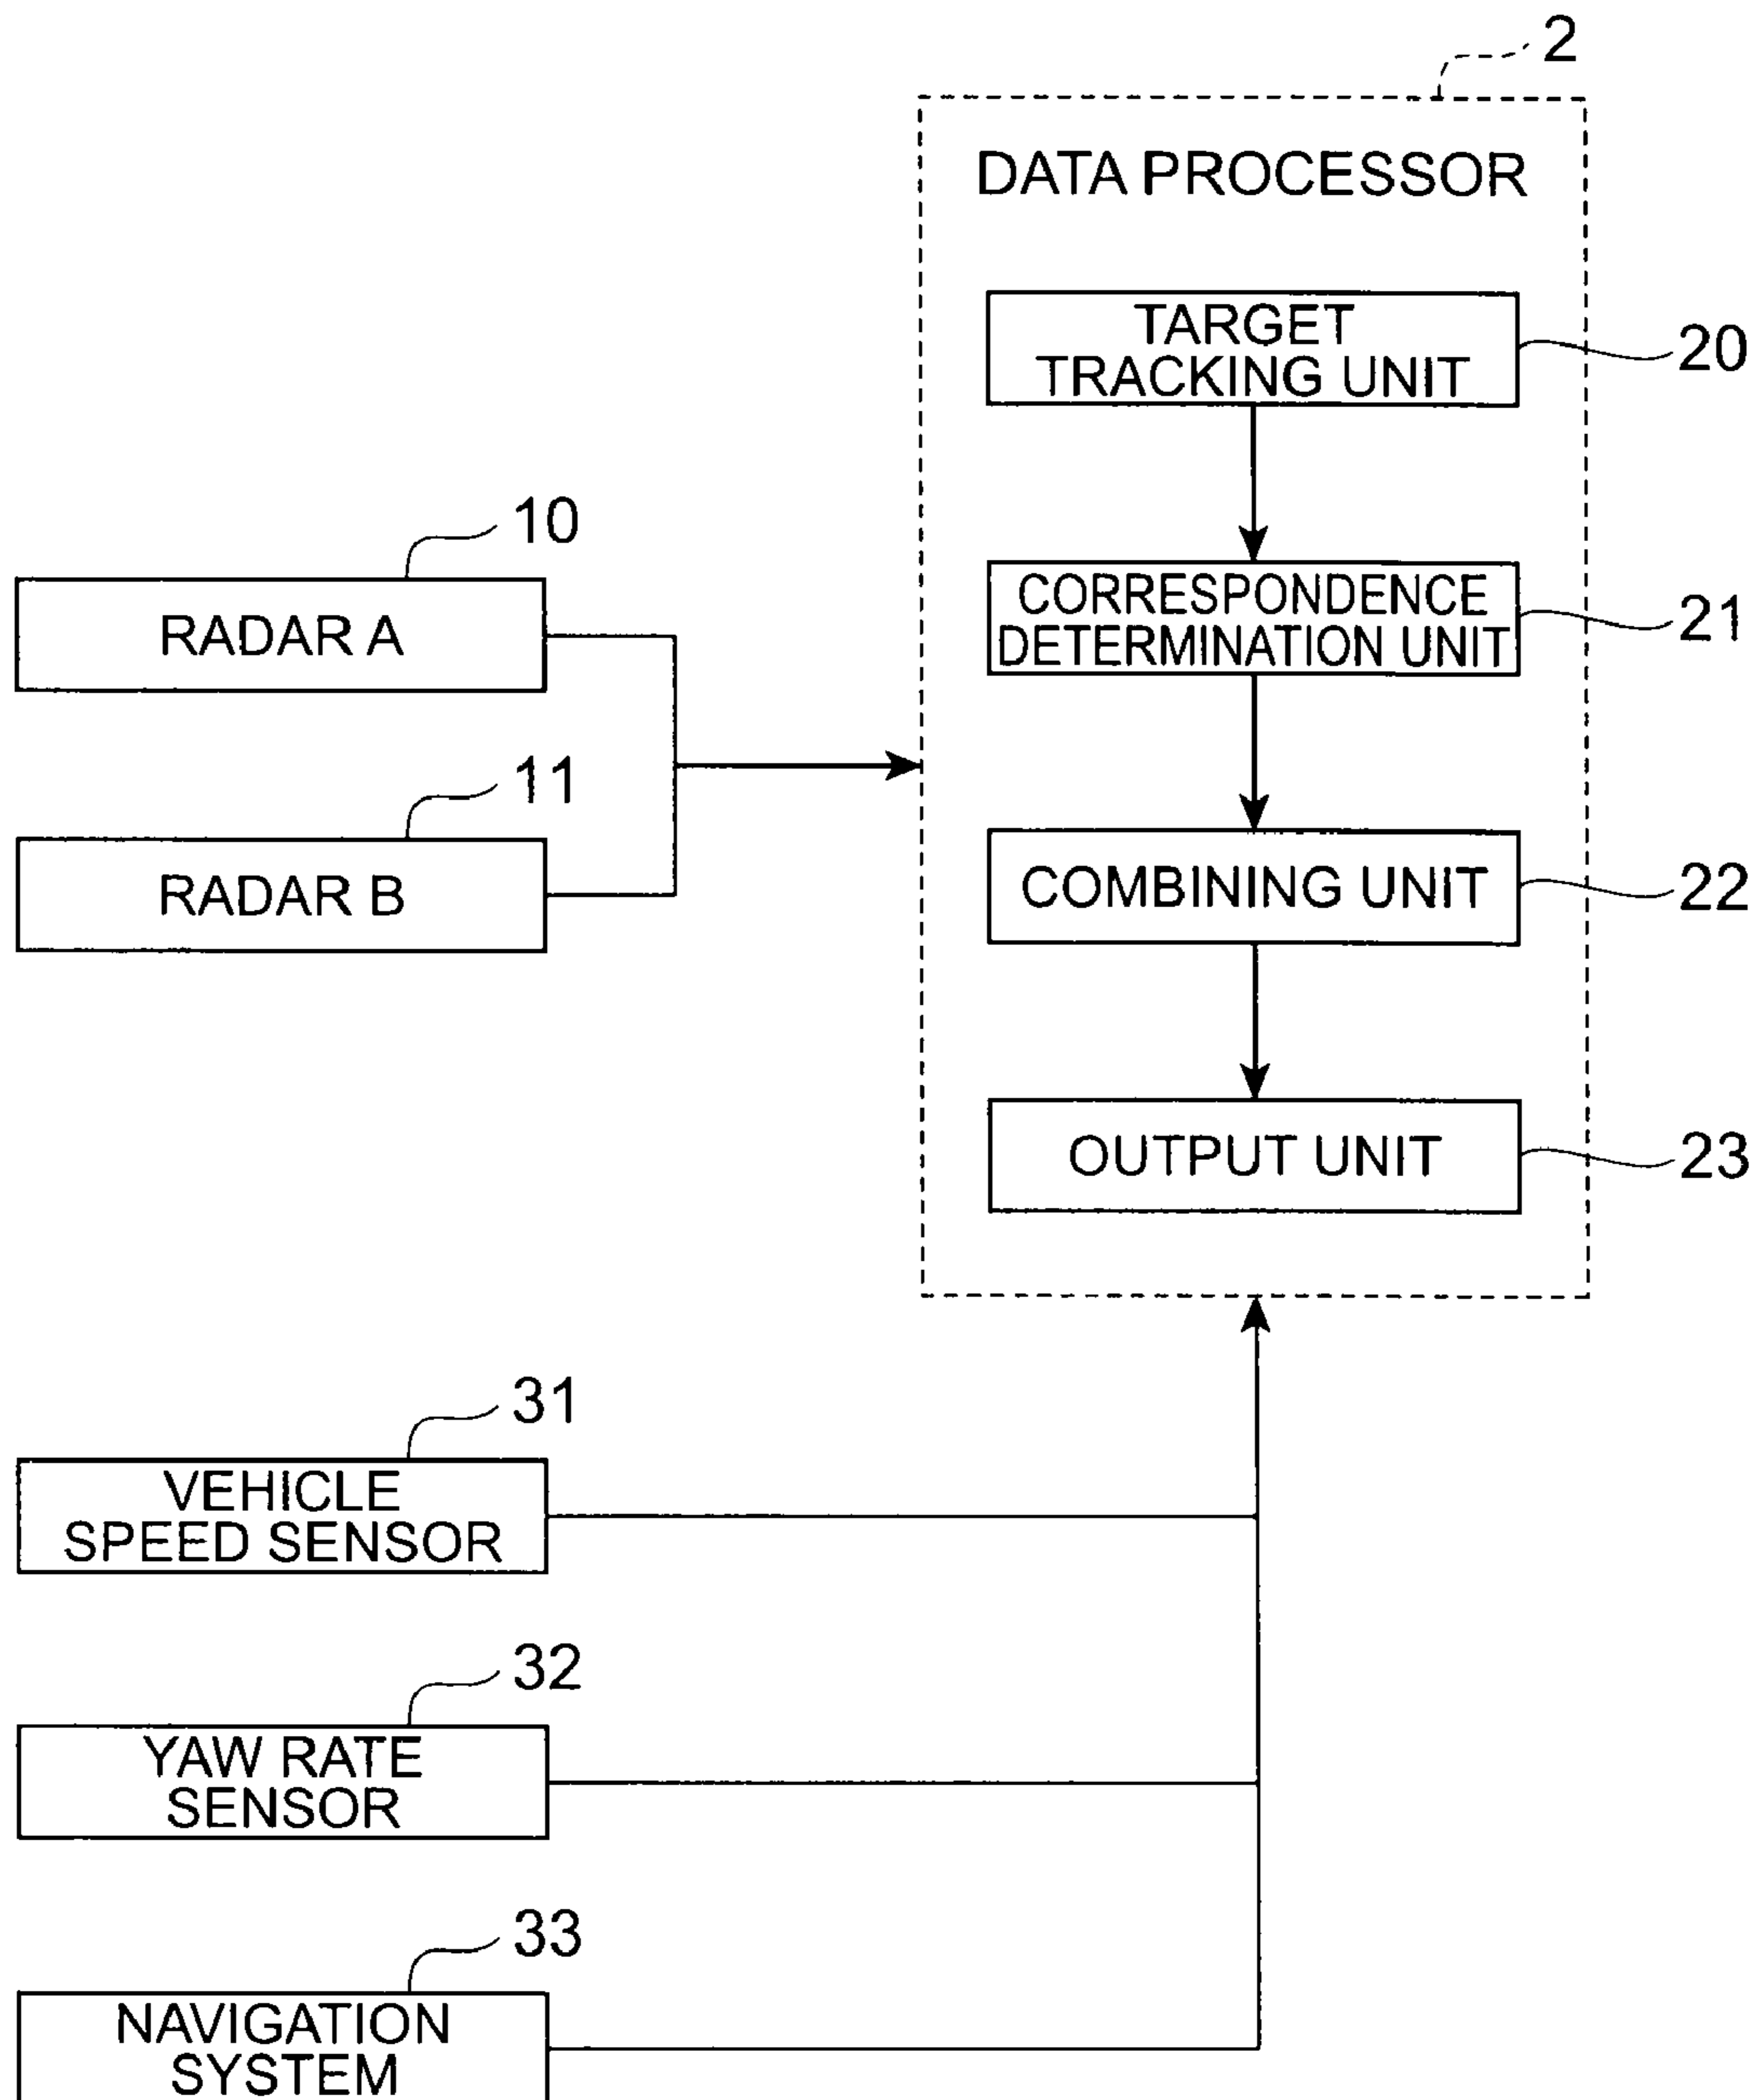 2
DATA PROCESSOR
TARGET
TRACKING UNIT
20
10
RADAR A
CORRESPONDENCE
DETERMINATION UNIT
21
11
RADAR B
COMBINING UNIT
22
OUTPUT UNIT
23
31
VEHICLE
SPEED SENSOR
32
YAW RATE
SENSOR
33
NAVIGATION
SYSTEM